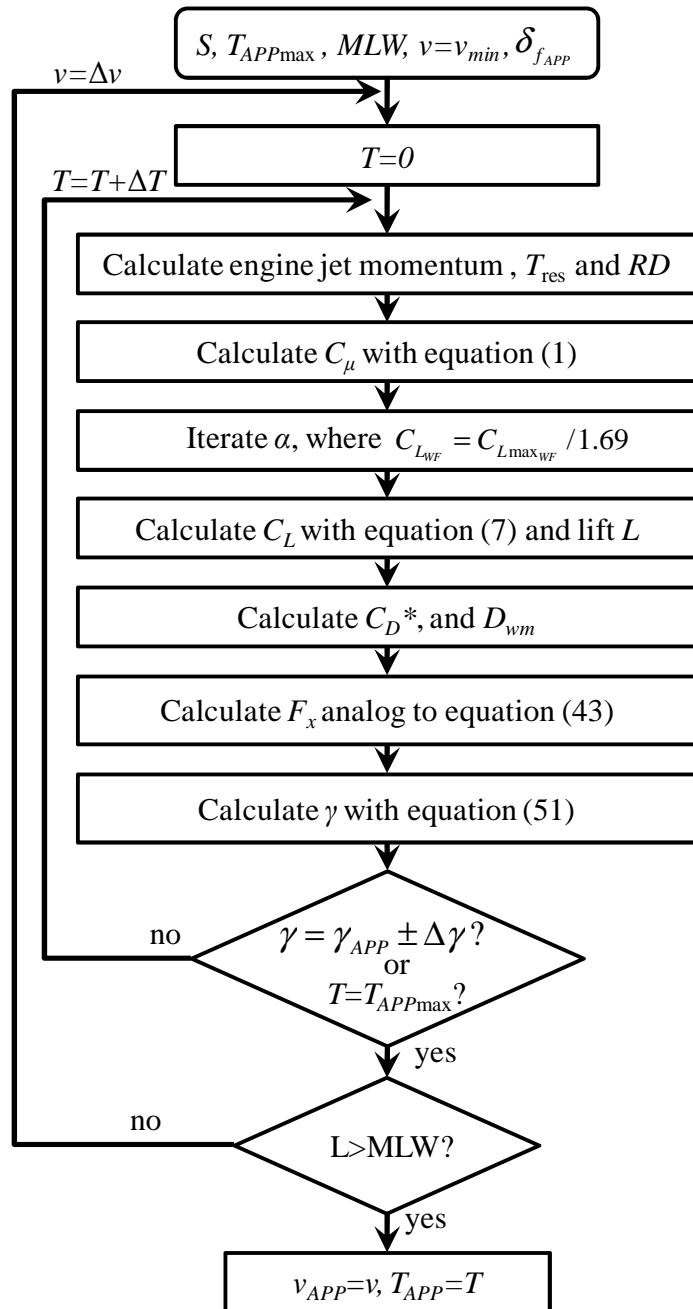 S, T_APPmax, MLW, v=v_min, δ_f_APP
v=Δv
T=0
T=T+ΔT
Calculate engine jet momentum , T_res and RD
Calculate C_μ with equation (1)
Iterate α, where C_L_WF = C_Lmax_WF /1.69
Calculate C_L with equation (7) and lift L
Calculate C_D*, and D_wm
Calculate F_x analog to equation (43)
Calculate γ with equation (51)
no
γ = γ_APP ± Δγ ?
or
T=T_APPmax?
yes
no
L>MLW?
yes
v_APP=v, T_APP=T